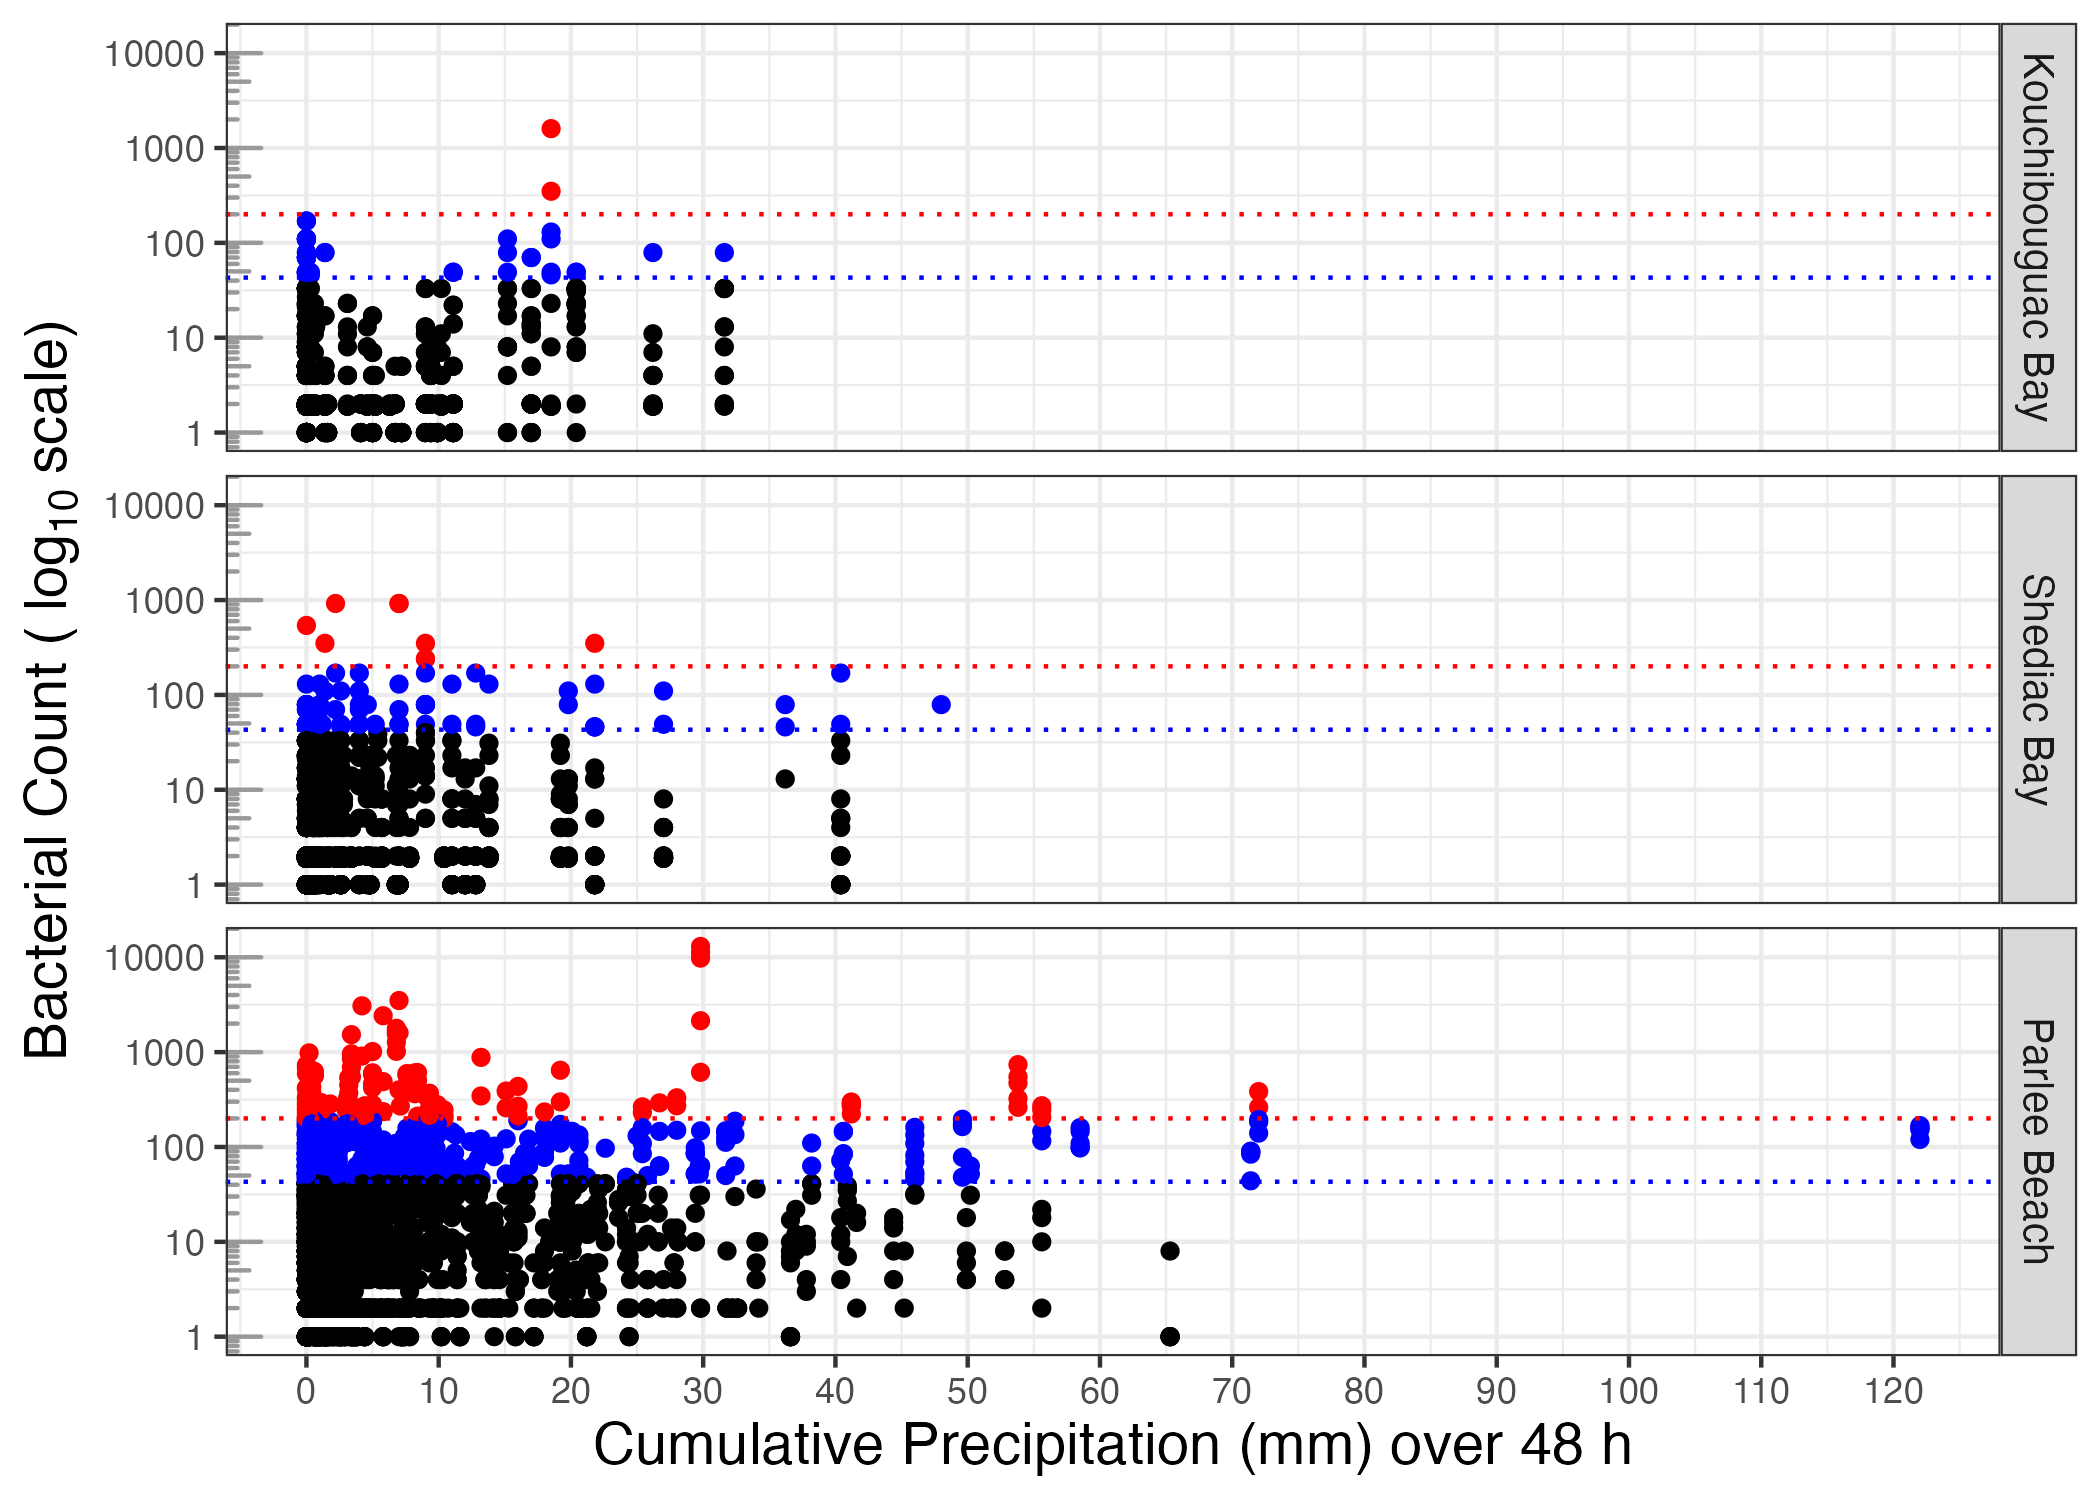 Bacterial Count ( log10 scale)
10000
1000
100
10
1
Kouchibouguac Bay
10000
1000
100
10
1
Shediac Bay
10000
1000
100
10
1
Parlee Beach
0 10 20 30 40 50 60 70 80 90 100 110 120
Cumulative Precipitation (mm) over 48 h